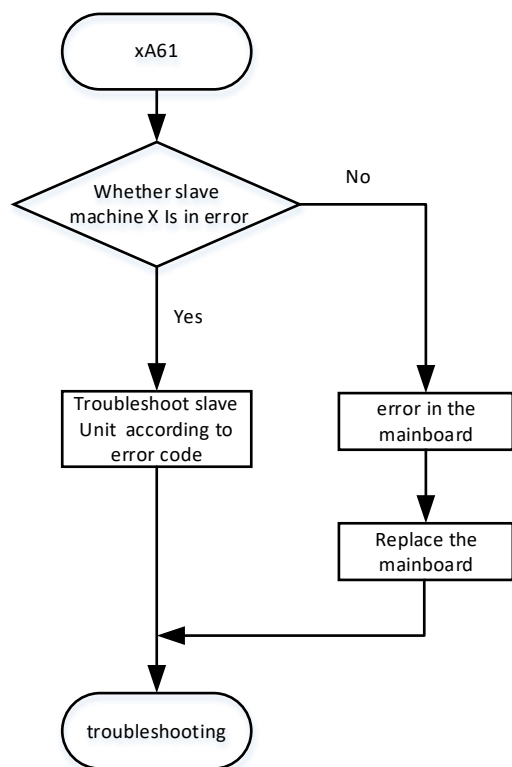 xA61
Whether slave
machine X Is in error
No
Yes
Troubleshoot slave
Unit according to
error code
error in the
mainboard
Replace the
mainboard
troubleshooting